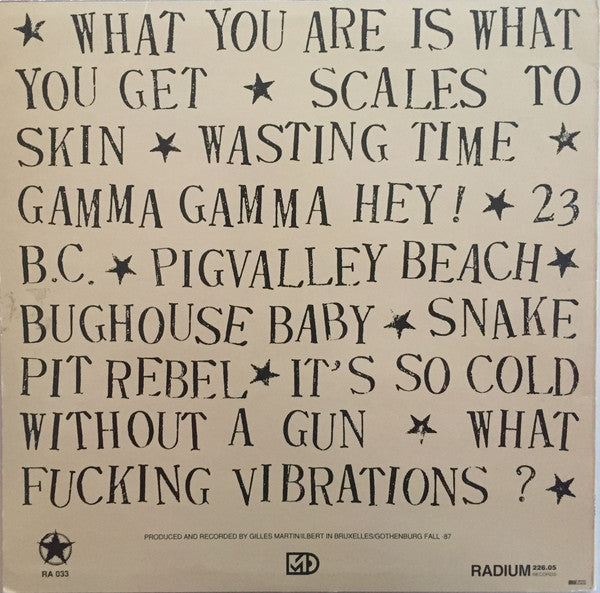 ★ WHAT YOU ARE IS WHAT
YOU GET ★ SCALES TO
SKIN ★ WASTING TIME ★
GAMMA GAMMA HEY! ★ 23
B.C. ★ PIGVALLEY BEACH ★
BUGHOUSE BABY ★ SNAKE
PIT REBEL ★ IT'S SO COLD
WITHOUT A GUN ★ WHAT
FUCKING VIBRATIONS ? ★
PRODUCED AND RECORDED BY GILLES MARTIN/ILBERT IN BRUXELLES/GOTHENBURG FALL ·87
RA 033
MD
RADIUM 226.05 RECORDS